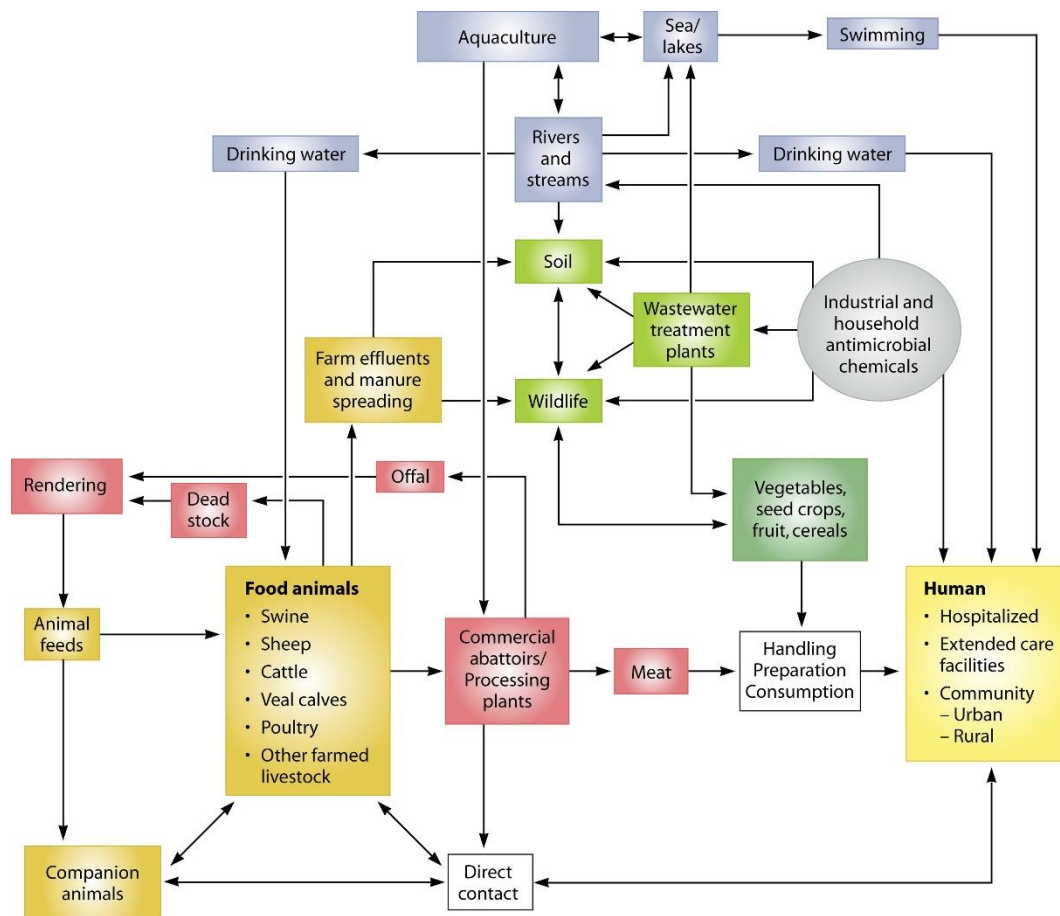 Aquaculture
Sea/
lakes
Swimming
Drinking water
Rivers
and
streams
Drinking water
Soil
Wastewater
treatment
plants
Industrial and
household
antimicrobial
chemicals
Farm effluents
and manure
spreading
Wildlife
Rendering
Offal
Dead
stock
Vegetables,
seed crops,
fruit, cereals
Animal
feeds
Food animals
• Swine
• Sheep
• Cattle
• Veal calves
• Poultry
• Other farmed
livestock
Commercial
abattoirs/
Processing
plants
Meat
Handling
Preparation
Consumption
Human
• Hospitalized
• Extended care
facilities
• Community
– Urban
– Rural
Companion
animals
Direct
contact